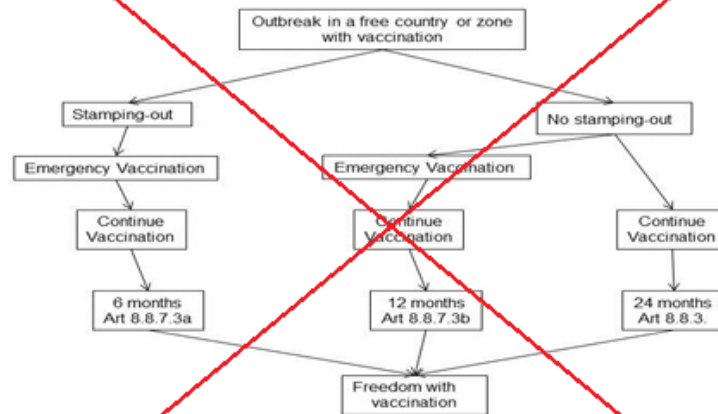 Outbreak in a free country or zone
with vaccination
Stamping-out
No stamping-out
Emergency Vaccination
Emergency Vaccination
Continue
Vaccination
Continue
Vaccination
Continue
Vaccination
6 months
Art 8.8.7.3a
12 months
Art 8.8.7.3b
24 months
Art 8.8.3.
Freedom with
vaccination